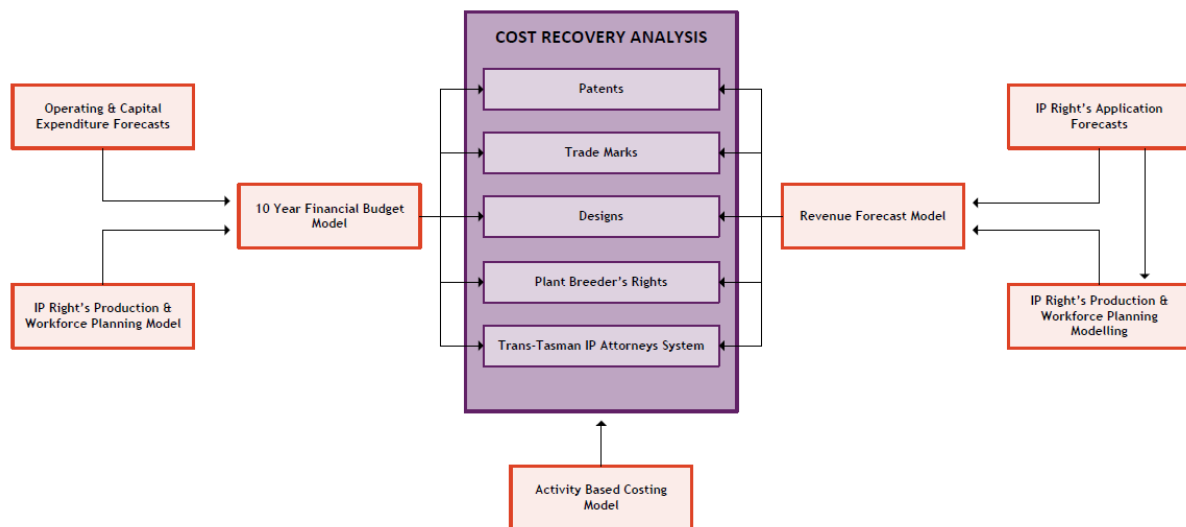 COST RECOVERY ANALYSIS
Patents
Trade Marks
Designs
Plant Breeder's Rights
Trans-Tasman IP Attorneys System
Operating & Capital
Expenditure Forecasts
10 Year Financial Budget
Model
IP Right's Production &
Workforce Planning Model
IP Right's Application
Forecasts
Revenue Forecast Model
IP Right's Production &
Workforce Planning
Modelling
Activity Based Costing
Model